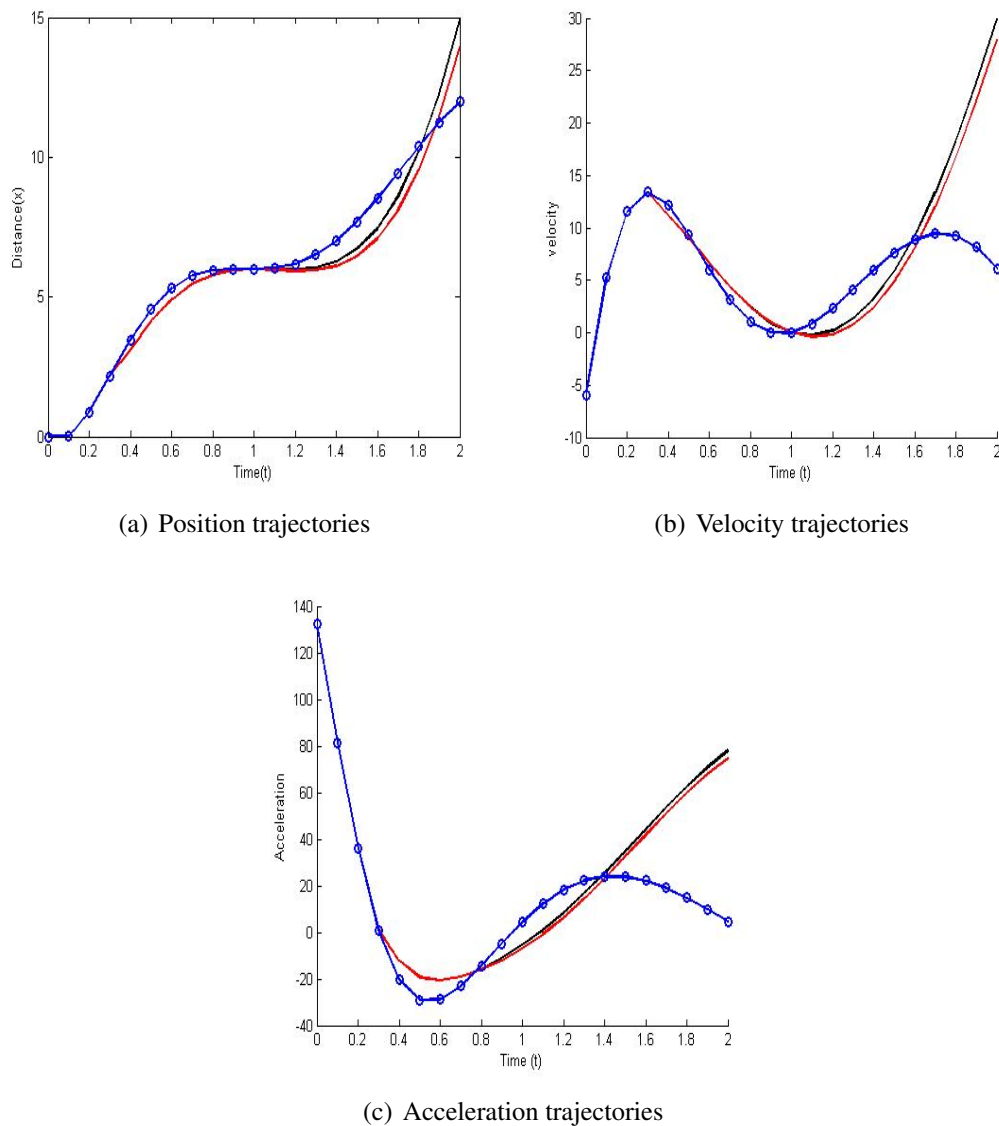 15
10
5
0
Distance(x)
0 0.2 0.4 0.6 0.8 1 1.2 1.4 1.6 1.8 2
Time(t)
(a) Position trajectories
30
25
20
15
10
5
0
-5
-10
velocity
0 0.2 0.4 0.6 0.8 1 1.2 1.4 1.6 1.8 2
Time (t)
(b) Velocity trajectories
140
120
100
80
60
40
20
0
-20
-40
Acceleration
0 0.2 0.4 0.6 0.8 1 1.2 1.4 1.6 1.8 2
Time (t)
(c) Acceleration trajectories